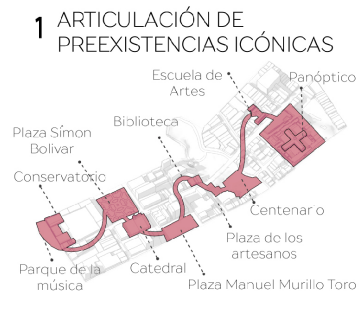 1 ARTICULACIÓN DE
PREEXISTENCIAS ICÓNICAS
Escuela de
Artes
Panóptico
Biblioteca
Plaza Símon
Bolivar
Conservatorio
Centenario
Plaza de los
artesanos
Parque de la
música
Catedral
Plaza Manuel Murillo Toro